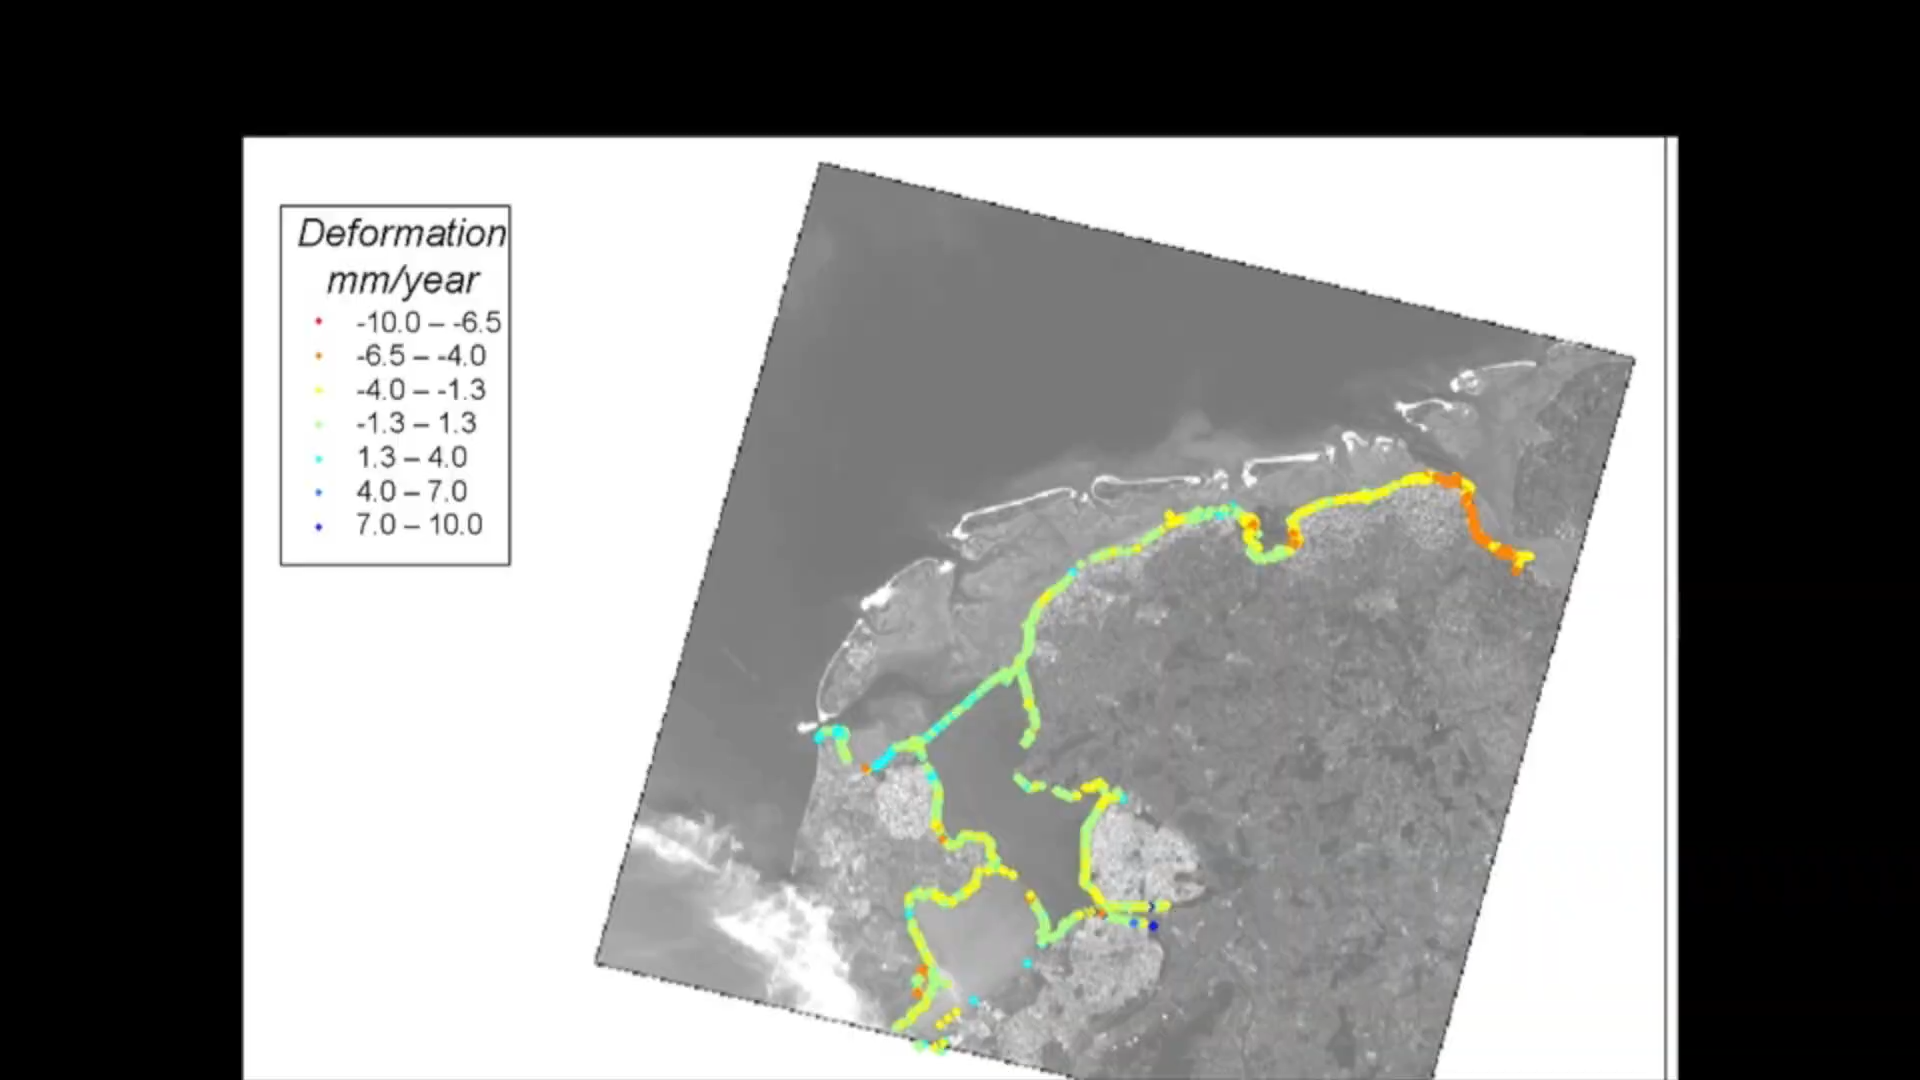 Deformation
mm/year
-10.0 – -6.5
-6.5 – -4.0
-4.0 – -1.3
-1.3 – 1.3
1.3 – 4.0
4.0 – 7.0
7.0 – 10.0